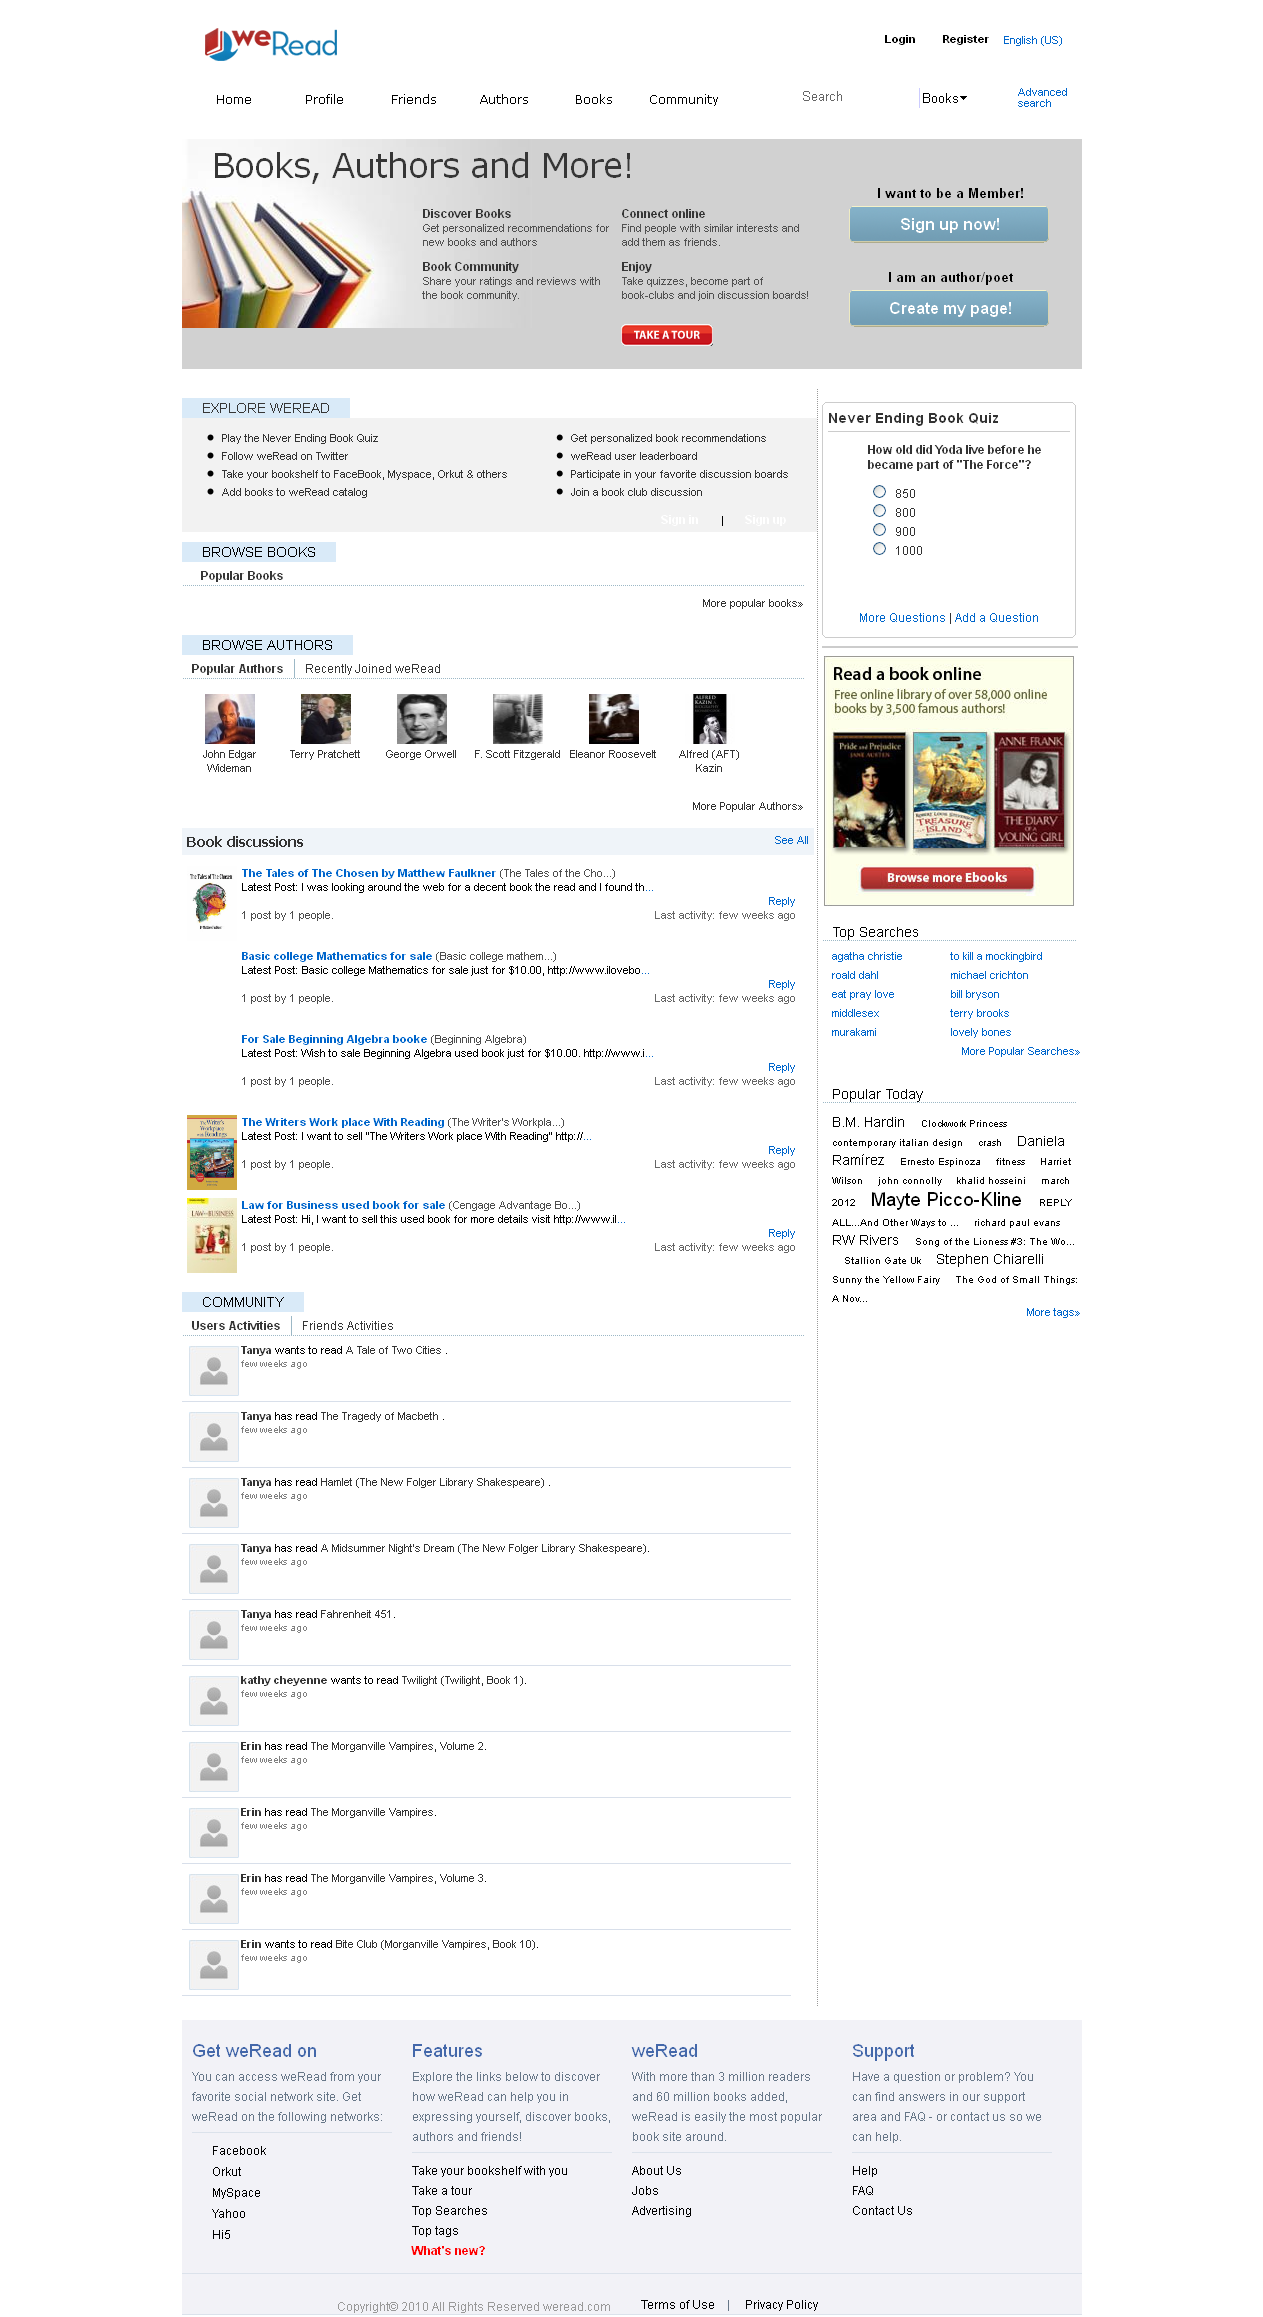 weRead
Login Register English (US)
Home Profile Friends Authors Books Community Search Books Advanced search
Books, Authors and More!
Discover Books
Get personalized recommendations for
new books and authors
Connect online
Find people with similar interests and
add them as friends.
Book Community
Share your ratings and reviews with
the book community.
Enjoy
Take quizzes, become part of
book-clubs and join discussion boards!
TAKE A TOUR
I want to be a Member!
Sign up now!
I am an author/poet
Create my page!
EXPLORE WEREAD
Play the Never Ending Book Quiz
Follow weRead on Twitter
Take your bookshelf to FaceBook, Myspace, Orkut & others
Add books to weRead catalog
Get personalized book recommendations
weRead user leaderboard
Participate in your favorite discussion boards
Join a book club discussion
Sign in | Sign up
BROWSE BOOKS
Popular Books
More popular books»
BROWSE AUTHORS
Popular Authors Recently Joined weRead
ALFRED
KAZIN'S
John Edgar
Wideman
Terry Pratchett
George Orwell
F. Scott Fitzgerald
Eleanor Roosevelt
Alfred (AFT)
Kazin
More Popular Authors»
Book discussions See All
The Tales of The Chosen
The Tales of The Chosen by Matthew Faulkner (The Tales of the Cho...)
Latest Post: I was looking around the web for a decent book the read and I found th...
Reply
1 post by 1 people. Last activity: few weeks ago
Basic college Mathematics for sale (Basic college mathem...)
Latest Post: Basic college Mathematics for sale just for $10.00, http://www.ilovebo...
Reply
1 post by 1 people. Last activity: few weeks ago
For Sale Beginning Algebra booke (Beginning Algebra)
Latest Post: Wish to sale Beginning Algebra used book just for $10.00. http://www.i...
Reply
1 post by 1 people. Last activity: few weeks ago
The Writer's
Workplace
with Readings
The Writers Work place With Reading (The Writer's Workpla...)
Latest Post: I want to sell "The Writers Work place With Reading" http://...
Reply
1 post by 1 people. Last activity: few weeks ago
LAW for BUSINESS
Law for Business used book for sale (Cengage Advantage Bo...)
Latest Post: Hi, I want to sell this used book for more details visit http://www.il...
Reply
1 post by 1 people. Last activity: few weeks ago
COMMUNITY
Users Activities Friends Activities
Tanya wants to read A Tale of Two Cities .
few weeks ago
Tanya has read The Tragedy of Macbeth .
few weeks ago
Tanya has read Hamlet (The New Folger Library Shakespeare) .
few weeks ago
Tanya has read A Midsummer Night's Dream (The New Folger Library Shakespeare).
few weeks ago
Tanya has read Fahrenheit 451.
few weeks ago
kathy cheyenne wants to read Twilight (Twilight, Book 1).
few weeks ago
Erin has read The Morganville Vampires, Volume 2.
few weeks ago
Erin has read The Morganville Vampires.
few weeks ago
Erin has read The Morganville Vampires, Volume 3.
few weeks ago
Erin wants to read Bite Club (Morganville Vampires, Book 10).
few weeks ago
Never Ending Book Quiz
How old did Yoda live before he
became part of "The Force"?
850
800
900
1000
More Questions | Add a Question
Read a book online
Free online library of over 58,000 online
books by 3,500 famous authors!
Pride and Prejudice
JANE AUSTEN
ROBERT LOUIS STEVENSON
TREASURE
ISLAND
ANNE FRANK
THE DIARY
OF A
YOUNG GIRL
Browse more Ebooks
Top Searches
agatha christie to kill a mockingbird
roald dahl michael crichton
eat pray love bill bryson
middlesex terry brooks
murakami lovely bones
More Popular Searches»
Popular Today
B.M. Hardin Clockwork Princess
contemporary italian design crash Daniela
Ramírez Ernesto Espinoza fitness Harriet
Wilson john connolly khalid hosseini march
2012 Mayte Picco-Kline REPLY
ALL...And Other Ways to ... richard paul evans
RW Rivers Song of the Lioness #3: The Wo...
Stallion Gate Uk Stephen Chiarelli
Sunny the Yellow Fairy The God of Small Things:
A Nov...
More tags»
Get weRead on
You can access weRead from your
favorite social network site. Get
weRead on the following networks:
Facebook
Orkut
MySpace
Yahoo
Hi5
Features
Explore the links below to discover
how weRead can help you in
expressing yourself, discover books,
authors and friends!
Take your bookshelf with you
Take a tour
Top Searches
Top tags
What's new?
weRead
With more than 3 million readers
and 60 million books added,
weRead is easily the most popular
book site around.
About Us
Jobs
Advertising
Support
Have a question or problem? You
can find answers in our support
area and FAQ - or contact us so we
can help.
Help
FAQ
Contact Us
Copyright© 2010 All Rights Reserved weread.com Terms of Use | Privacy Policy